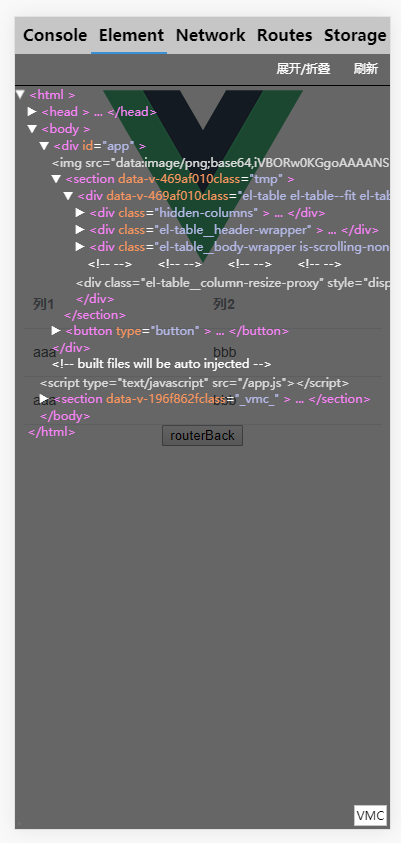 Console Element Network Routes Storage
展开/折叠 刷新
▼ <html >
▶ <head > ... </head>
▼ <body >
▼ <div id="app" >
<img src="data:image/png;base64,iVBORw0KGgoAAAANS
▼ <section data-v-469af010class="tmp" >
▼ <div data-v-469af010class="el-table el-table--fit el-tab
▶ <div class="hidden-columns" > ... </div>
▶ <div class="el-table__header-wrapper" > ... </div>
▶ <div class="el-table__body-wrapper is-scrolling-non
<!-- --> <!-- --> <!-- --> <!-- -->
<div class="el-table__column-resize-proxy" style="disp
列1 列2
</div>
</section>
▶ <button type="button" > ... </button>
</div>
aaa bbb
<!-- built files will be auto injected -->
<script type="text/javascript" src="/app.js"></script>
▶ <section data-v-196f862fclass="_vmc_" > ... </section>
aaa bbb
</body>
</html>
routerBack
VMC